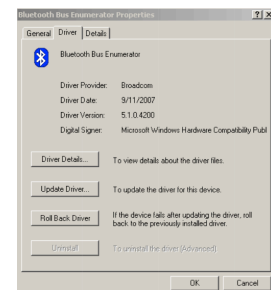 Bluetooth Bus Enumerator Properties
General Driver Details
Bluetooth Bus Enumerator
Driver Provider: Broadcom
Driver Date: 9/11/2007
Driver Version: 5.1.0.4200
Digital Signer: Microsoft Windows Hardware Compatibility Publ
Driver Details... To view details about the driver files.
Update Driver... To update the driver for this device.
Roll Back Driver If the device fails after updating the driver, roll
back to the previously installed driver.
Uninstall To uninstall the driver (Advanced).
OK Cancel